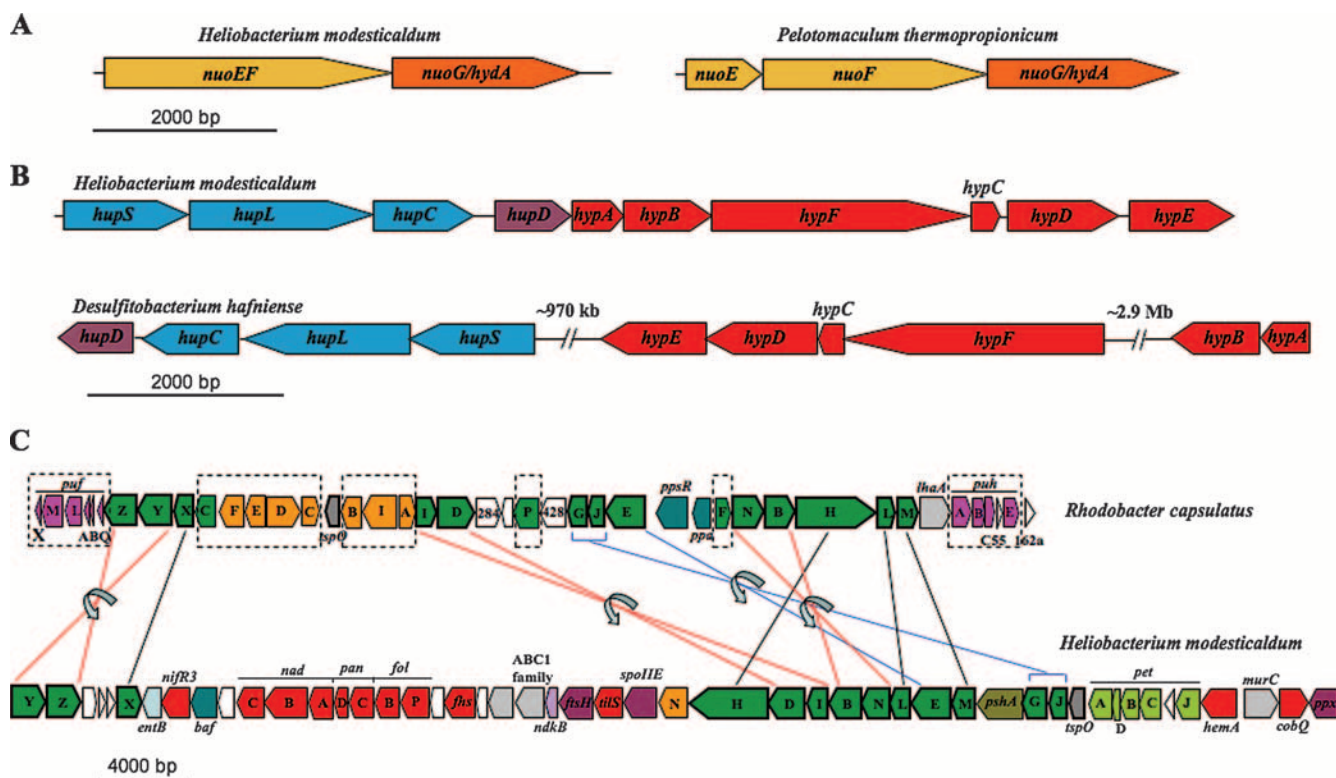 A
Heliobacterium modesticaldum
Pelotomaculum thermopropionicum
nuoEF nuoG/hydA
nuoE nuoF nuoG/hydA
2000 bp
B
Heliobacterium modesticaldum
hypC
hupS hupL hupC hupD hypA hypB hypF hypD hypE
Desulfitobacterium hafniense
~970 kb hypC ~2.9 Mb
hupD hupC hupL hupS hypE hypD hypF hypB hypA
2000 bp
C
puf ppsR lhaA puh
M L Z Y X C F E D C B I A I D 284 P 428 G J E F N B H L M A B E
Rhodobacter capsulatus
X ABQ tspO ppa C55 162a
Heliobacterium modesticaldum
nifR3 nad pan fol ABC1 family spoIIE pet murC
Y Z X C B A D C B P fhs ftsH tilS N H D I B N L E M pshA G J A B C J
entB baf ndkB tspO D hemA cobQ ppx
4000 bp